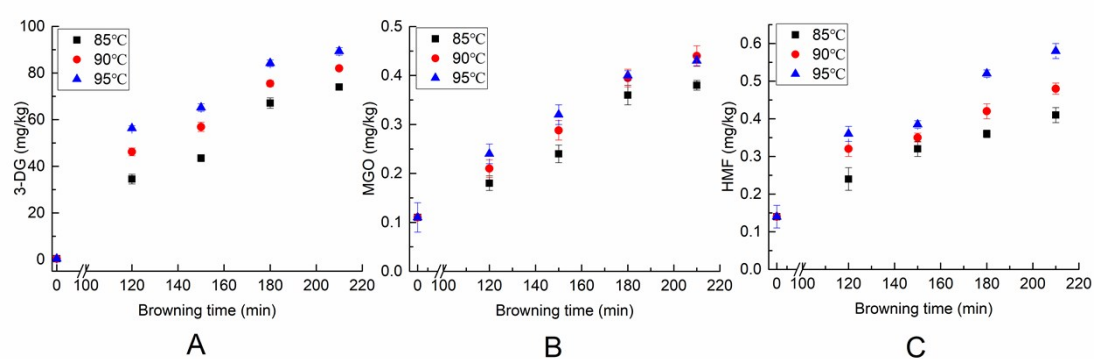 100
80
60
40
20
0
3-DG (mg/kg)
85℃
90℃
95℃
0 100 120 140 160 180 200 220
Browning time (min)
A
0.5
0.4
0.3
0.2
0.1
0.0
MGO (mg/kg)
85℃
90℃
95℃
0 100 120 140 160 180 200 220
Browning time (min)
B
0.6
0.5
0.4
0.3
0.2
0.1
0.0
HMF (mg/kg)
85℃
90℃
95℃
0 100 120 140 160 180 200 220
Browning time (min)
C